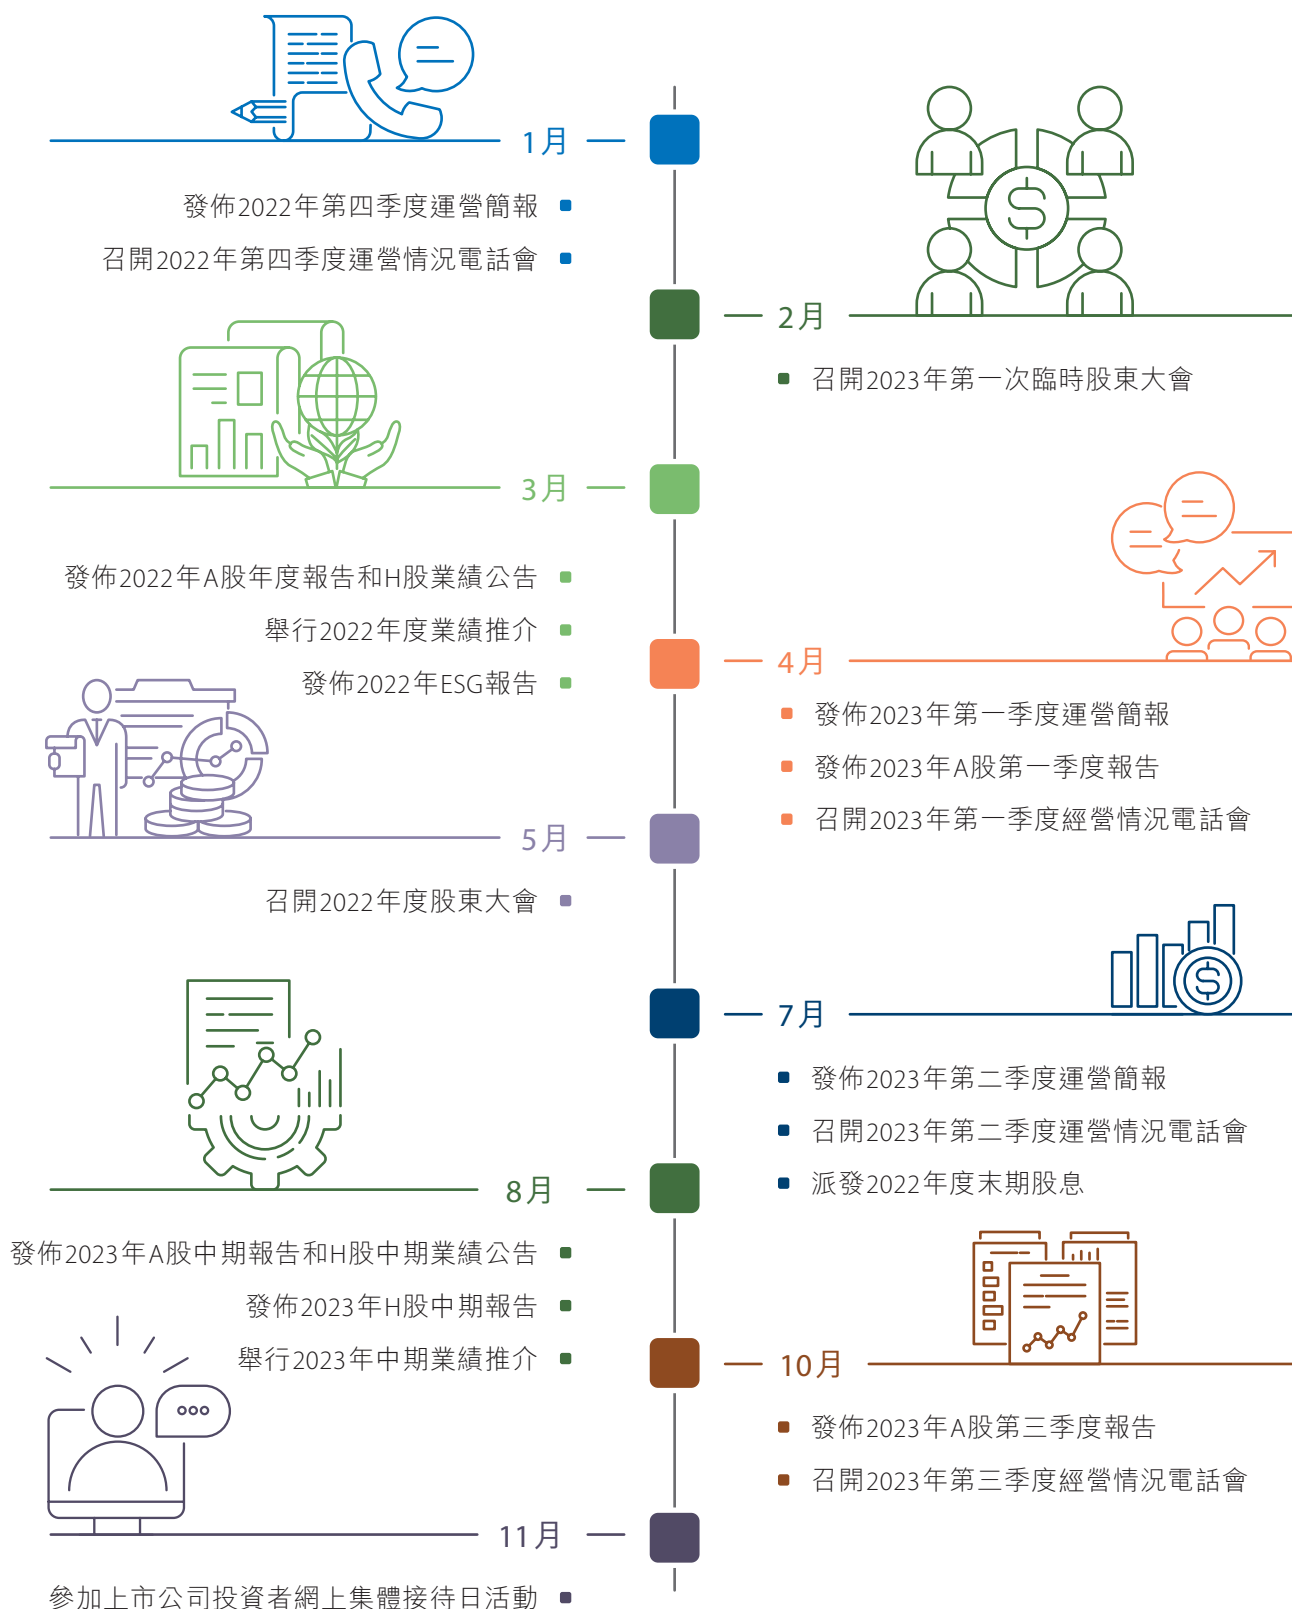 1月
發佈2022年第四季度運營簡報
召開2022年第四季度運營情況電話會
2月
召開2023年第一次臨時股東大會
3月
發佈2022年A股年度報告和H股業績公告
舉行2022年度業績推介
發佈2022年ESG報告
4月
發佈2023年第一季度運營簡報
發佈2023年A股第一季度報告
召開2023年第一季度經營情況電話會
5月
召開2022年度股東大會
7月
發佈2023年第二季度運營簡報
召開2023年第二季度運營情況電話會
派發2022年度末期股息
8月
發佈2023年A股中期報告和H股中期業績公告
發佈2023年H股中期報告
舉行2023年中期業績推介
10月
發佈2023年A股第三季度報告
召開2023年第三季度經營情況電話會
11月
參加上市公司投資者網上集體接待日活動